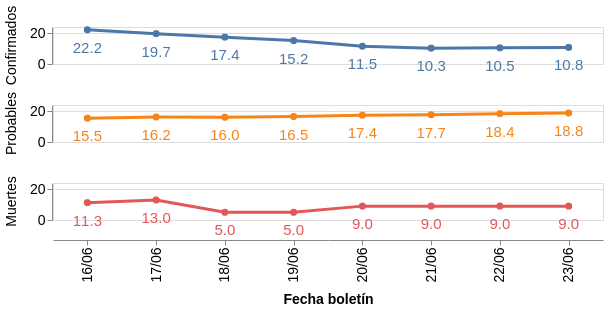 Confirmados
20
0
22.2 19.7 17.4 15.2 11.5 10.3 10.5 10.8
Probables
20
0
15.5 16.2 16.0 16.5 17.4 17.7 18.4 18.8
Muertes
20
0
11.3 13.0 5.0 5.0 9.0 9.0 9.0 9.0
16/06 17/06 18/06 19/06 20/06 21/06 22/06 23/06
Fecha boletín